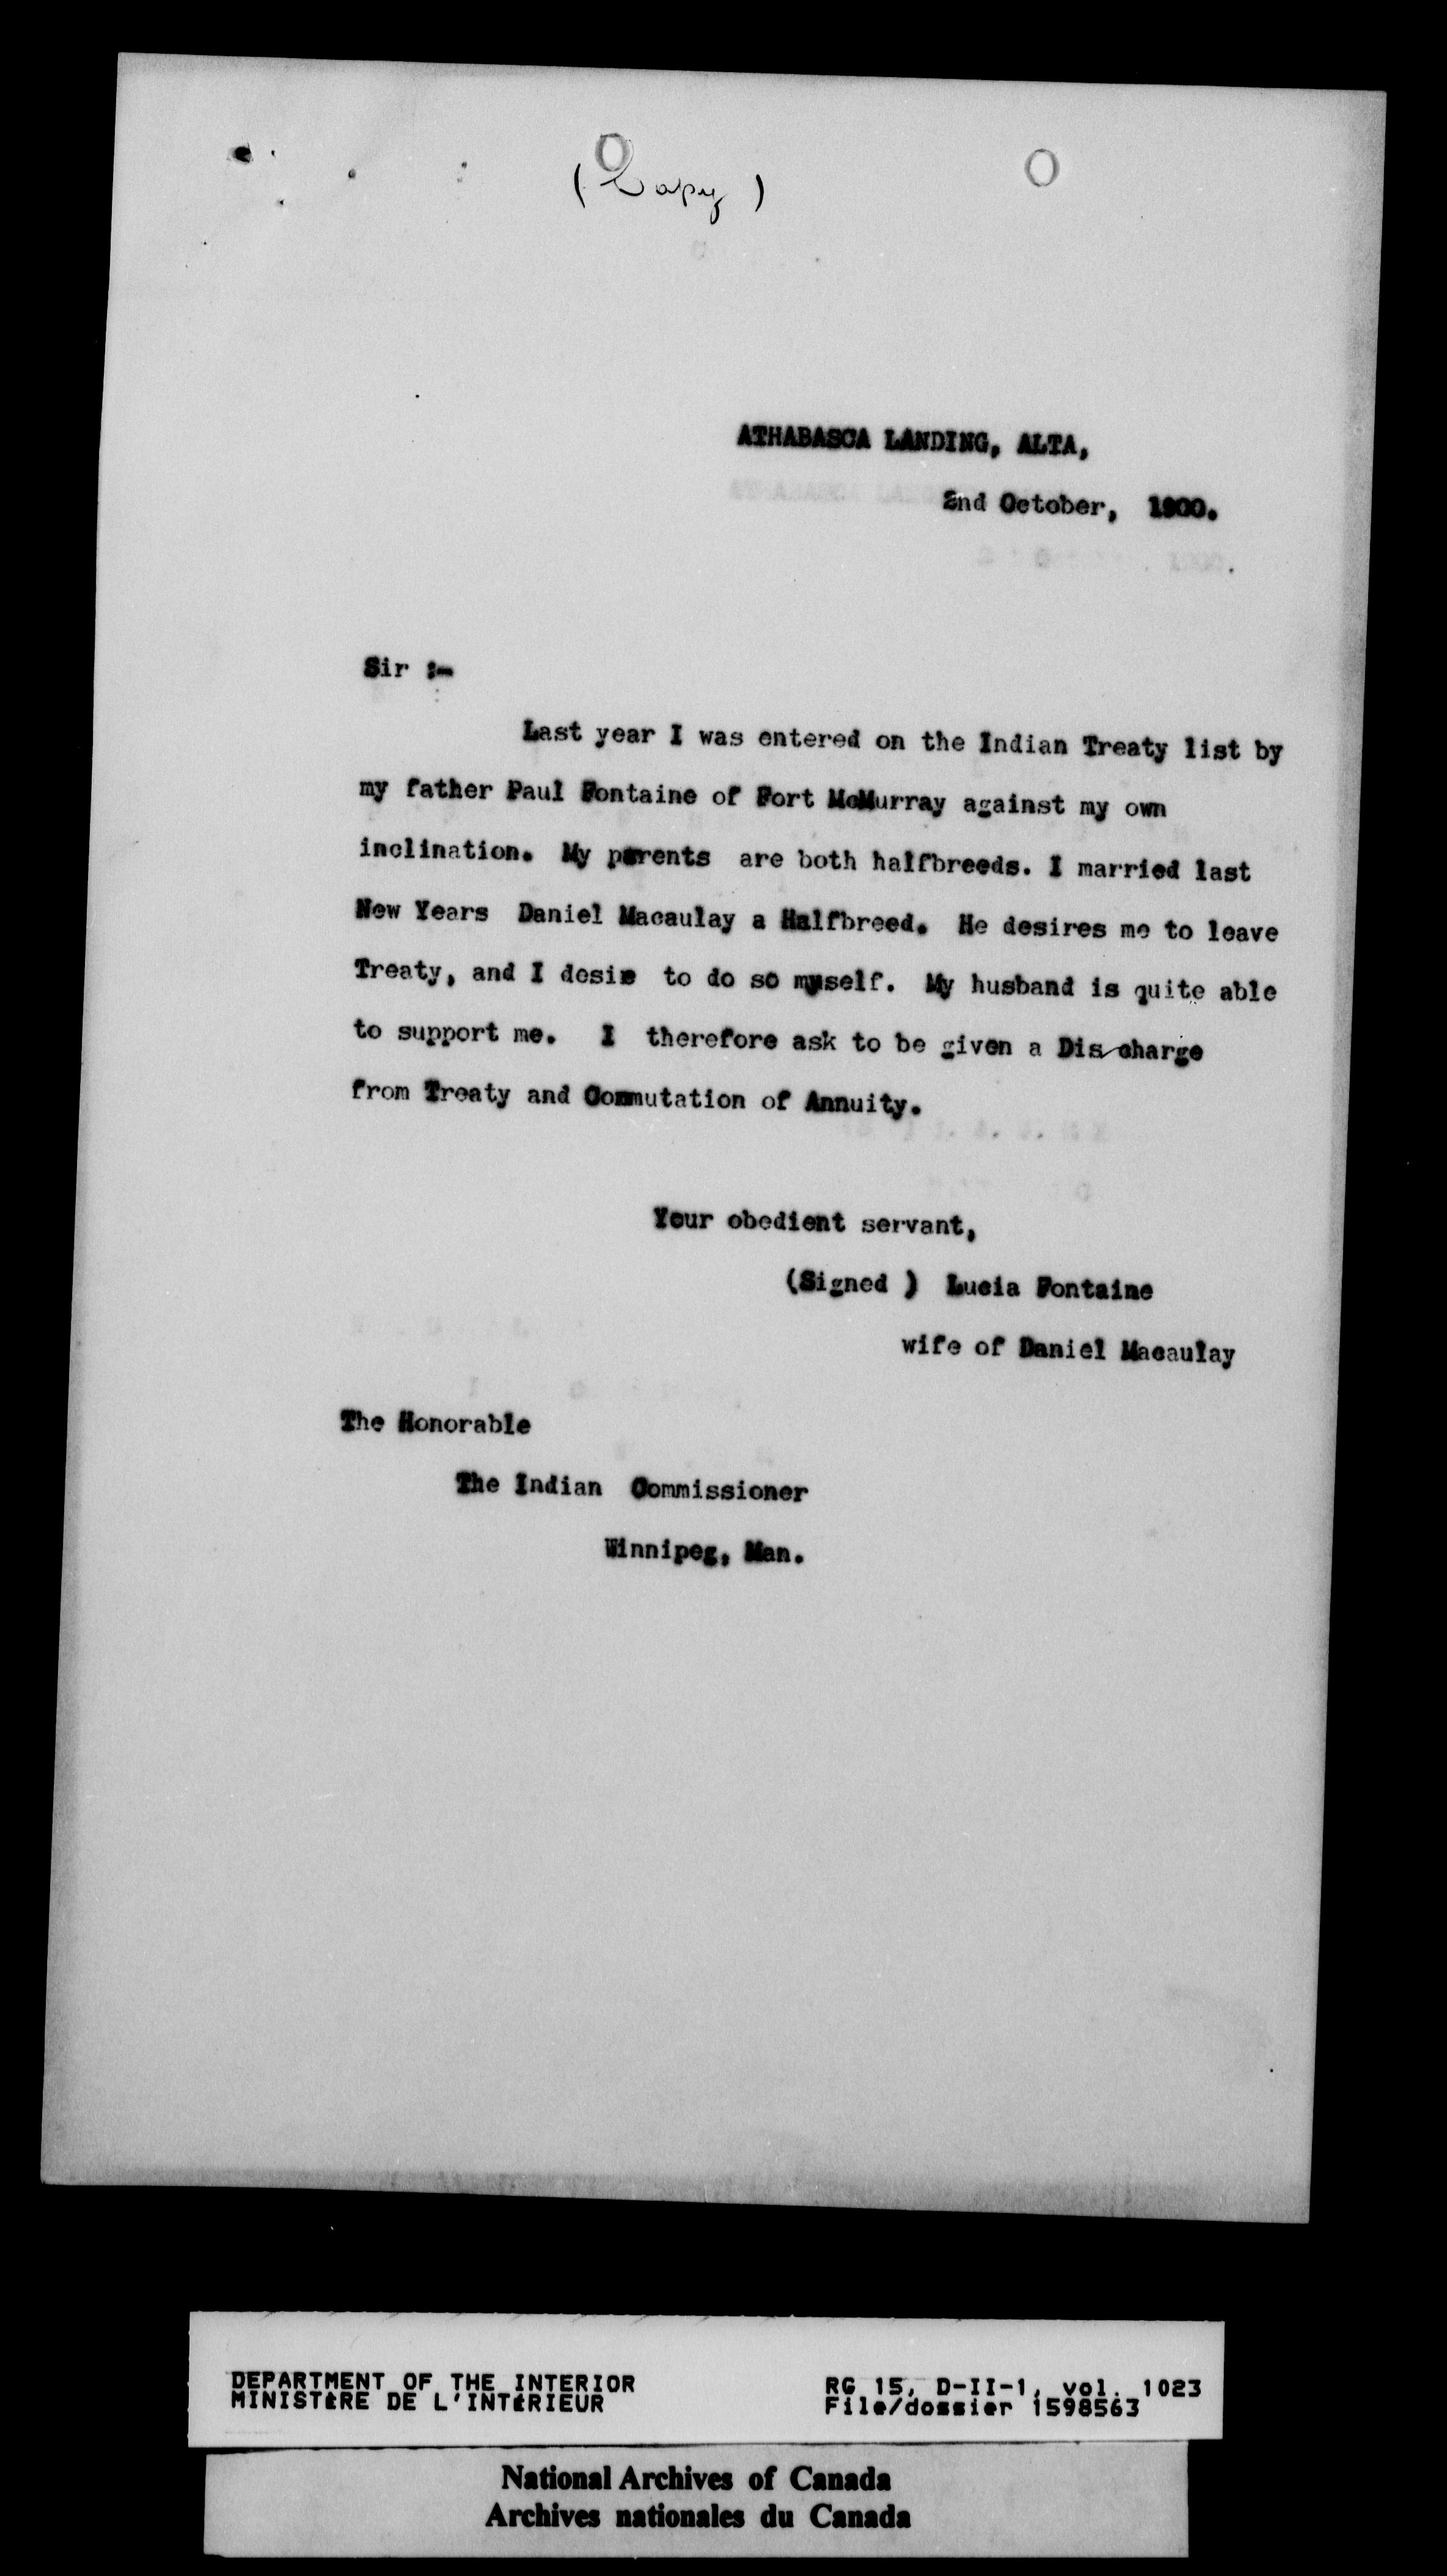 (Copy)
ATHABASCA LANDING, ALTA,
2nd October, 1900.
Sir :-
Last year I was entered on the Indian Treaty list by
my father Paul Fontaine of Fort McMurray against my own
inclination. My parents are both halfbreeds. I married last
New Years Daniel Macaulay a Halfbreed. He desires me to leave
Treaty, and I desie to do so myself. My husband is quite able
to support me. I therefore ask to be given a Discharge
from Treaty and Commutation of Annuity.
Your obedient servant,
(Signed ) Lucia Fontaine
wife of Daniel Macaulay
The Honorable
The Indian Commissioner
Winnipeg, Man.
DEPARTMENT OF THE INTERIOR
MINISTÈRE DE L'INTÉRIEUR
RG 15, D-II-1, vol. 1023
File/dossier 1598563
National Archives of Canada
Archives nationales du Canada